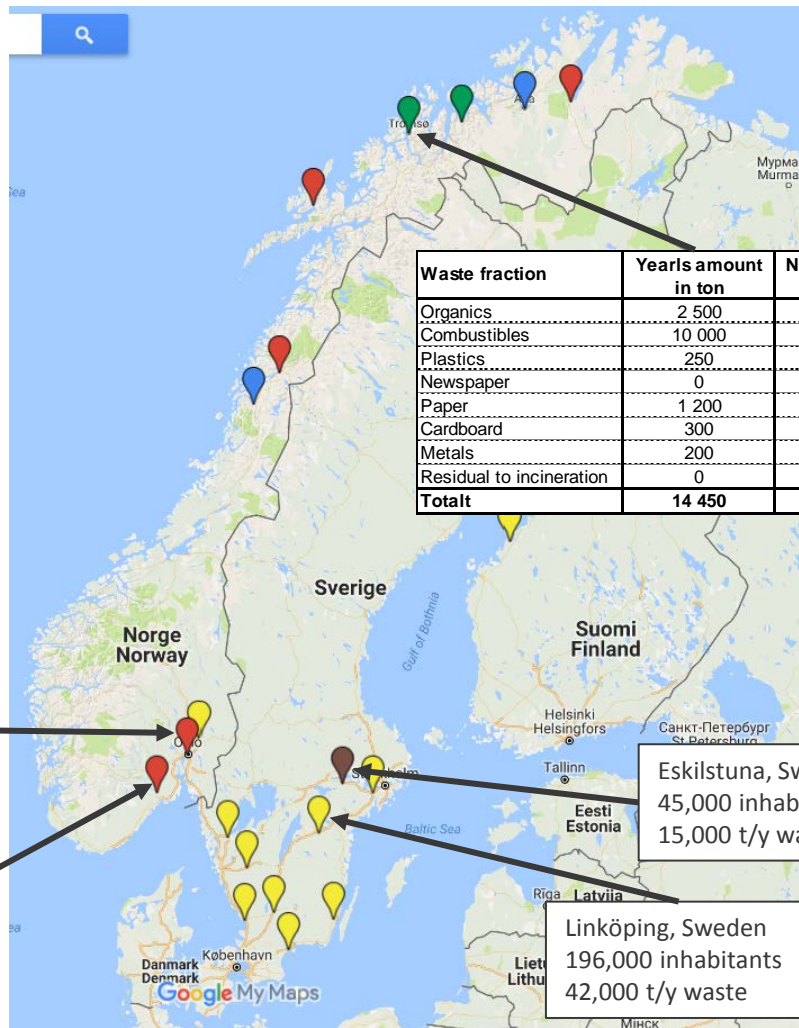 Мурма
Murma
Tromsø
Sea
Waste fraction Yearls amount in ton N
Organics 2 500
Combustibles 10 000
Plastics 250
Newspaper 0
Paper 1 200
Cardboard 300
Metals 200
Residual to incineration 0
Totalt 14 450
Sverige
Norge
Norway
Gulf of Bothnia
Suomi
Finland
Helsinki
Helsingfors
Санкт-Петербург
St Petersburg
Tallinn
Eesti
Estonia
Baltic Sea
Eskilstuna, Sw
45,000 inhab
15,000 t/y wa
Rīga
Latvija
Linköping, Sweden
196,000 inhabitants
42,000 t/y waste
ea
Danmark
Denmark
København
Liet
Lithu
Google My Maps
Мінск